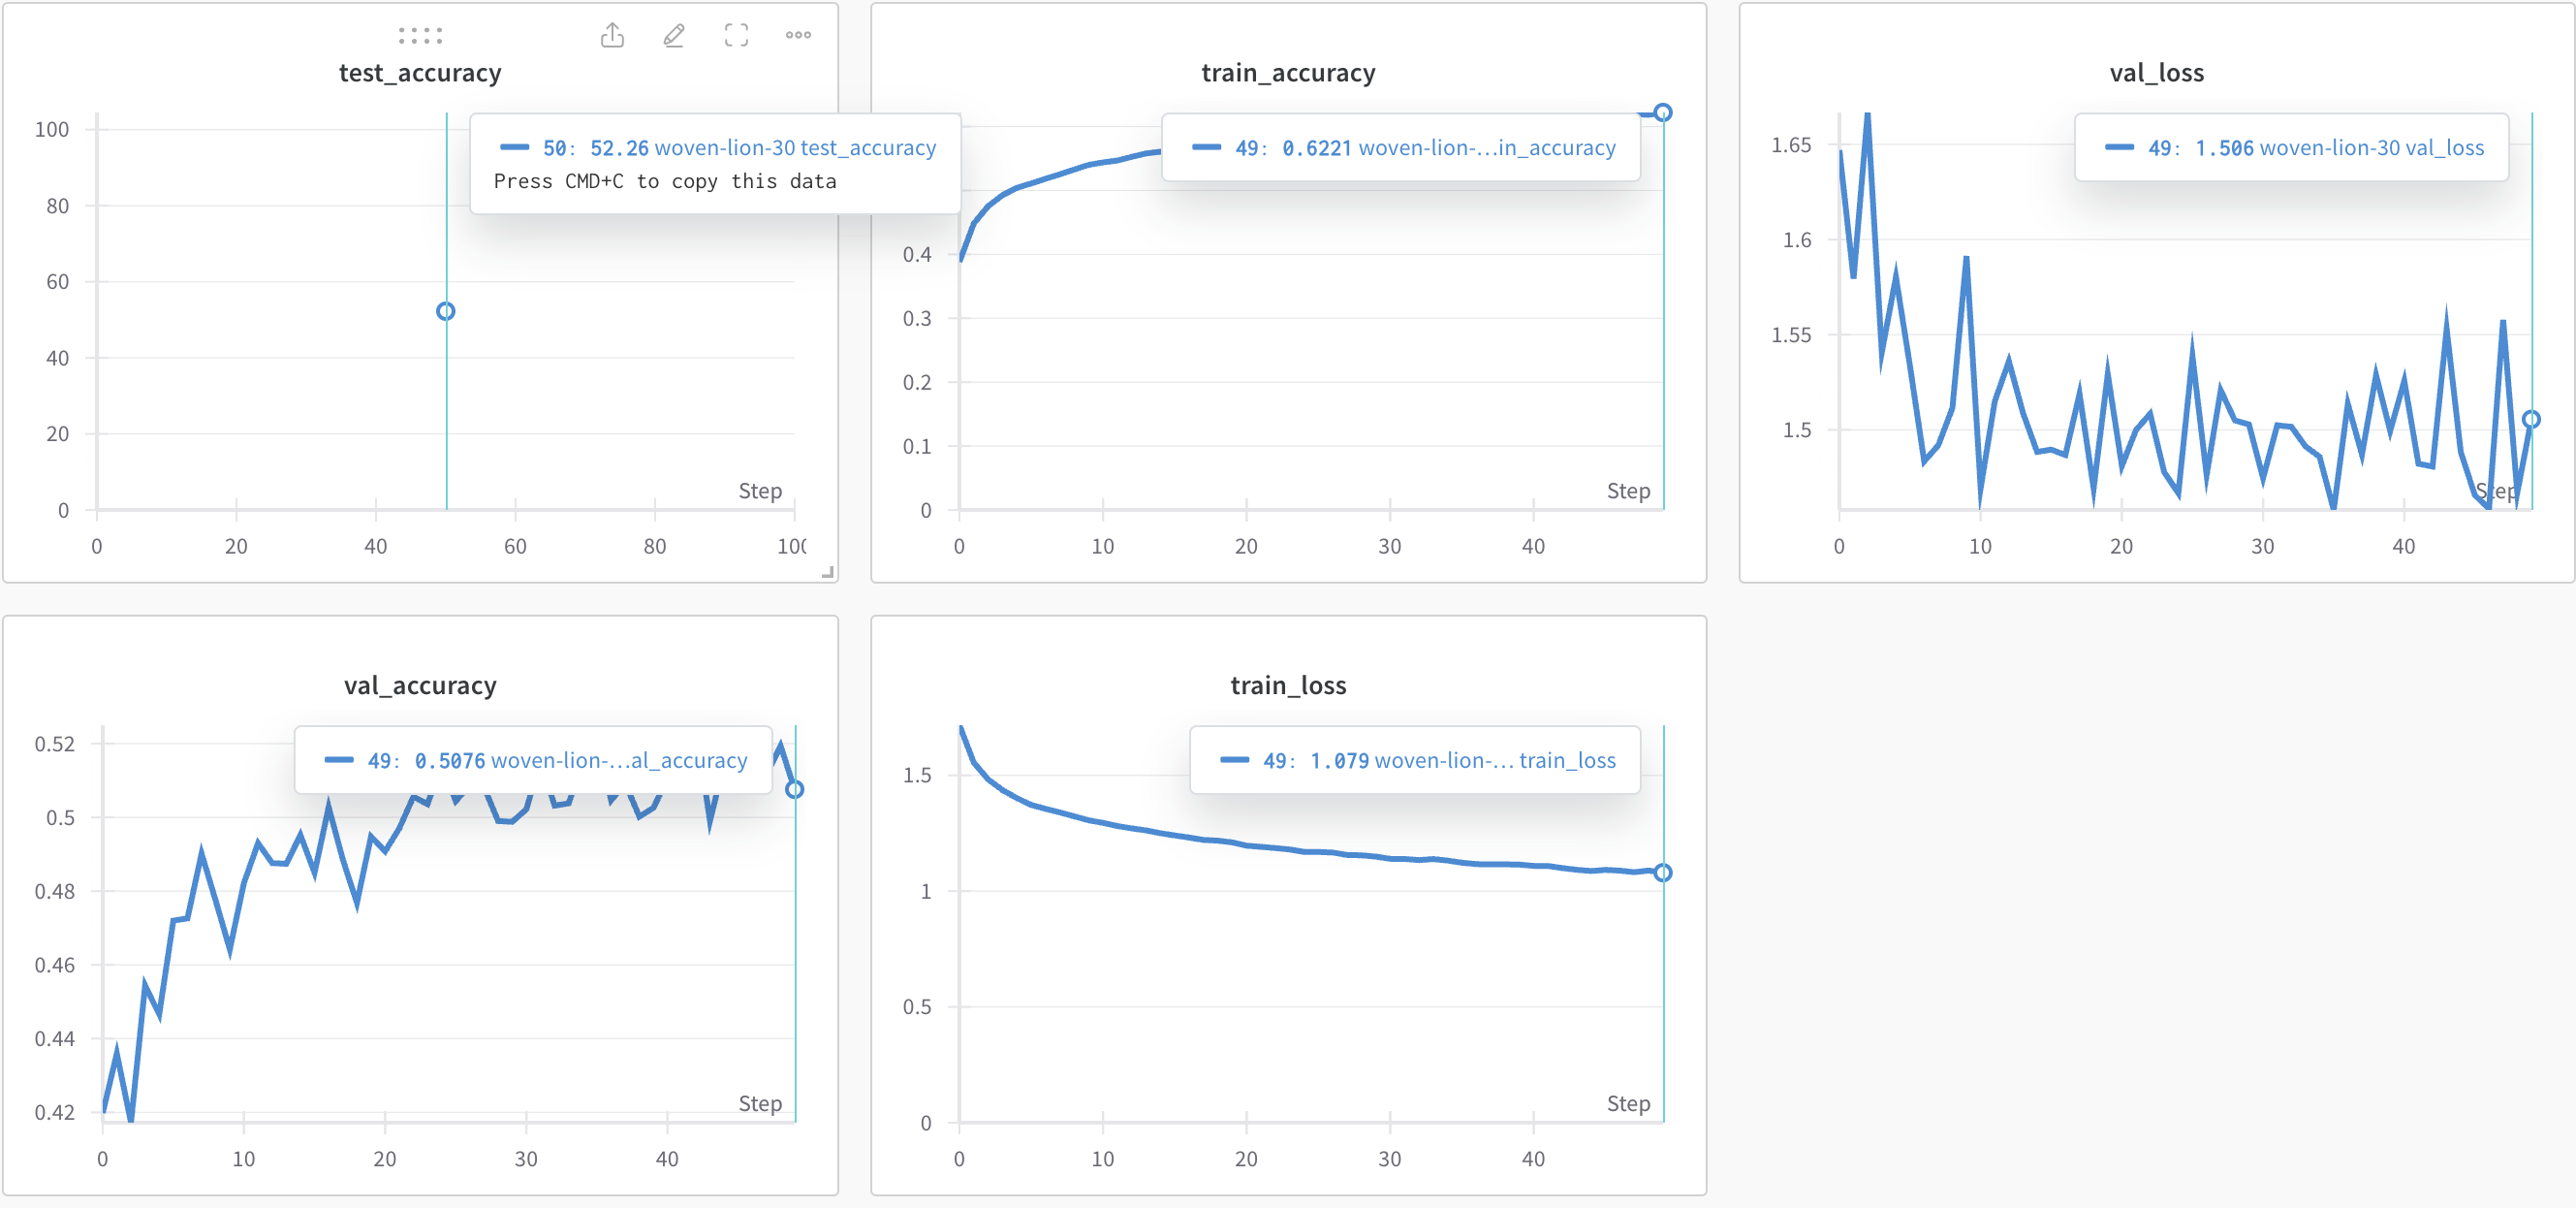 test_accuracy
50: 52.26 woven-lion-30 test_accuracy
Press CMD+C to copy this data
100
80
60
40
20
0
Step
0 20 40 60 80 100
train_accuracy
49: 0.6221 woven-lion-...in_accuracy
0.4
0.3
0.2
0.1
0
Step
0 10 20 30 40
val_loss
49: 1.506 woven-lion-30 val_loss
1.65
1.6
1.55
1.5
Step
0 10 20 30 40
val_accuracy
49: 0.5076 woven-lion-...al_accuracy
0.52
0.5
0.48
0.46
0.44
0.42
Step
0 10 20 30 40
train_loss
49: 1.079 woven-lion-... train_loss
1.5
1
0.5
0
Step
0 10 20 30 40